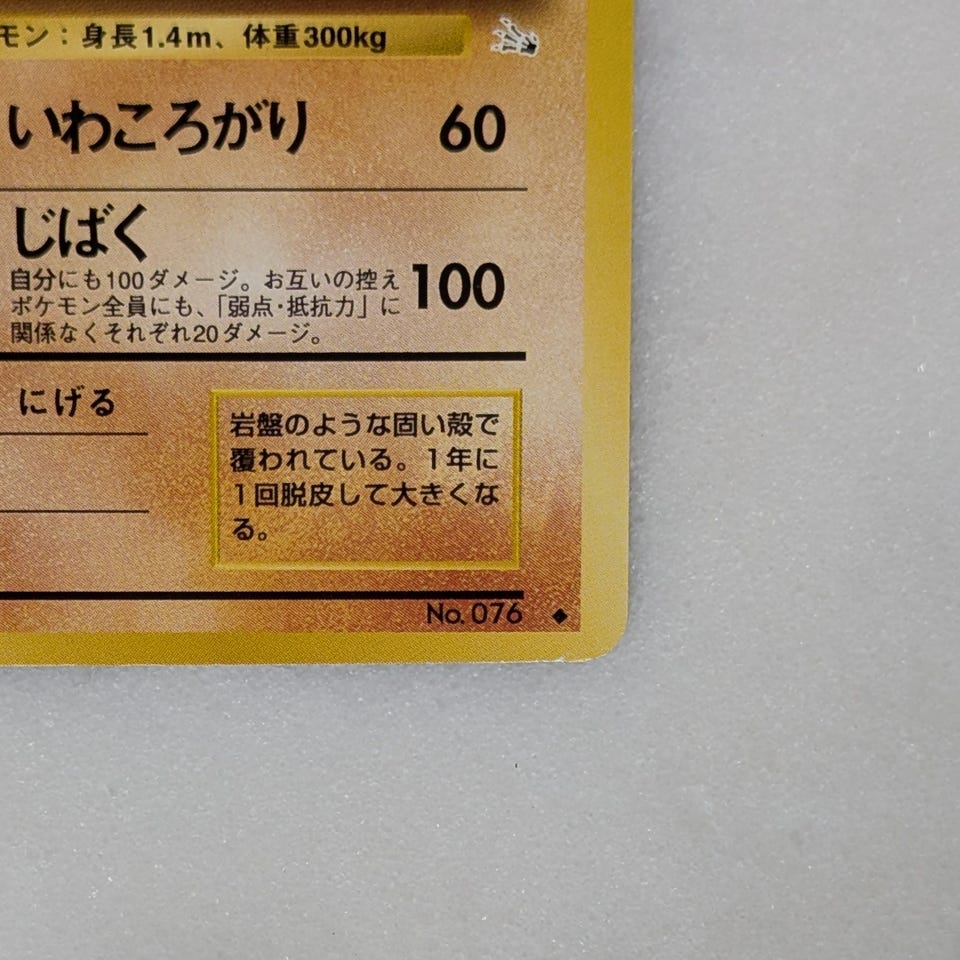 モン：身長1.4m、体重300kg
いわころがり 60
じばく
自分にも100ダメージ。お互いの控え
ポケモン全員にも、「弱点・抵抗力」に
関係なくそれぞれ20ダメージ。
100
にげる
岩盤のような固い殻で
覆われている。1年に
1回脱皮して大きくな
る。
No. 076 ◆